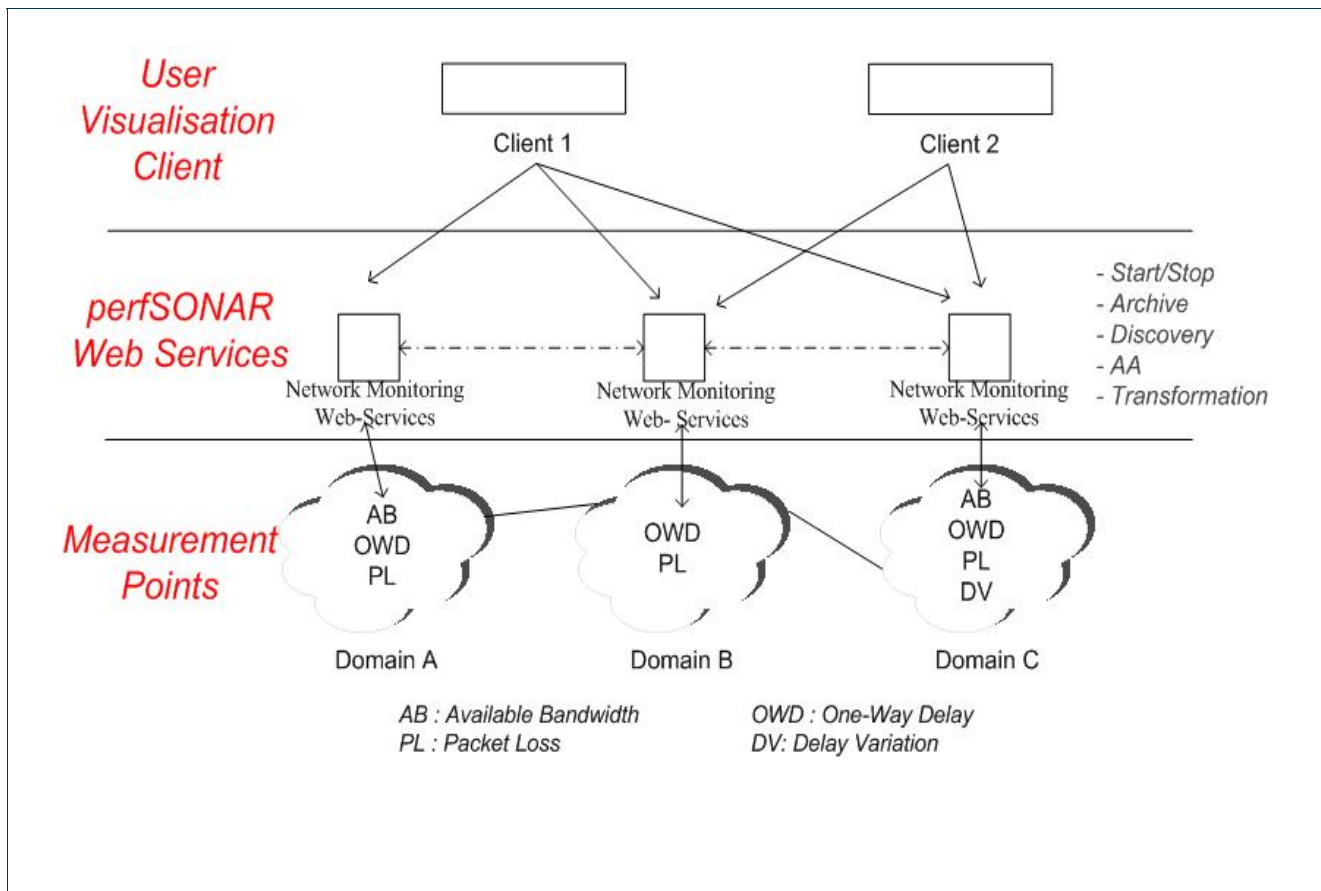 User
Visualisation
Client
Client 1
Client 2
perfSONAR
Web Services
Network Monitoring
Web-Services
Network Monitoring
Web- Services
Network Monitoring
Web-Services
- Start/Stop
- Archive
- Discovery
- AA
- Transformation
Measurement
Points
AB
OWD
PL
OWD
PL
AB
OWD
PL
DV
Domain A
Domain B
Domain C
AB : Available Bandwidth
OWD : One-Way Delay
PL : Packet Loss
DV: Delay Variation